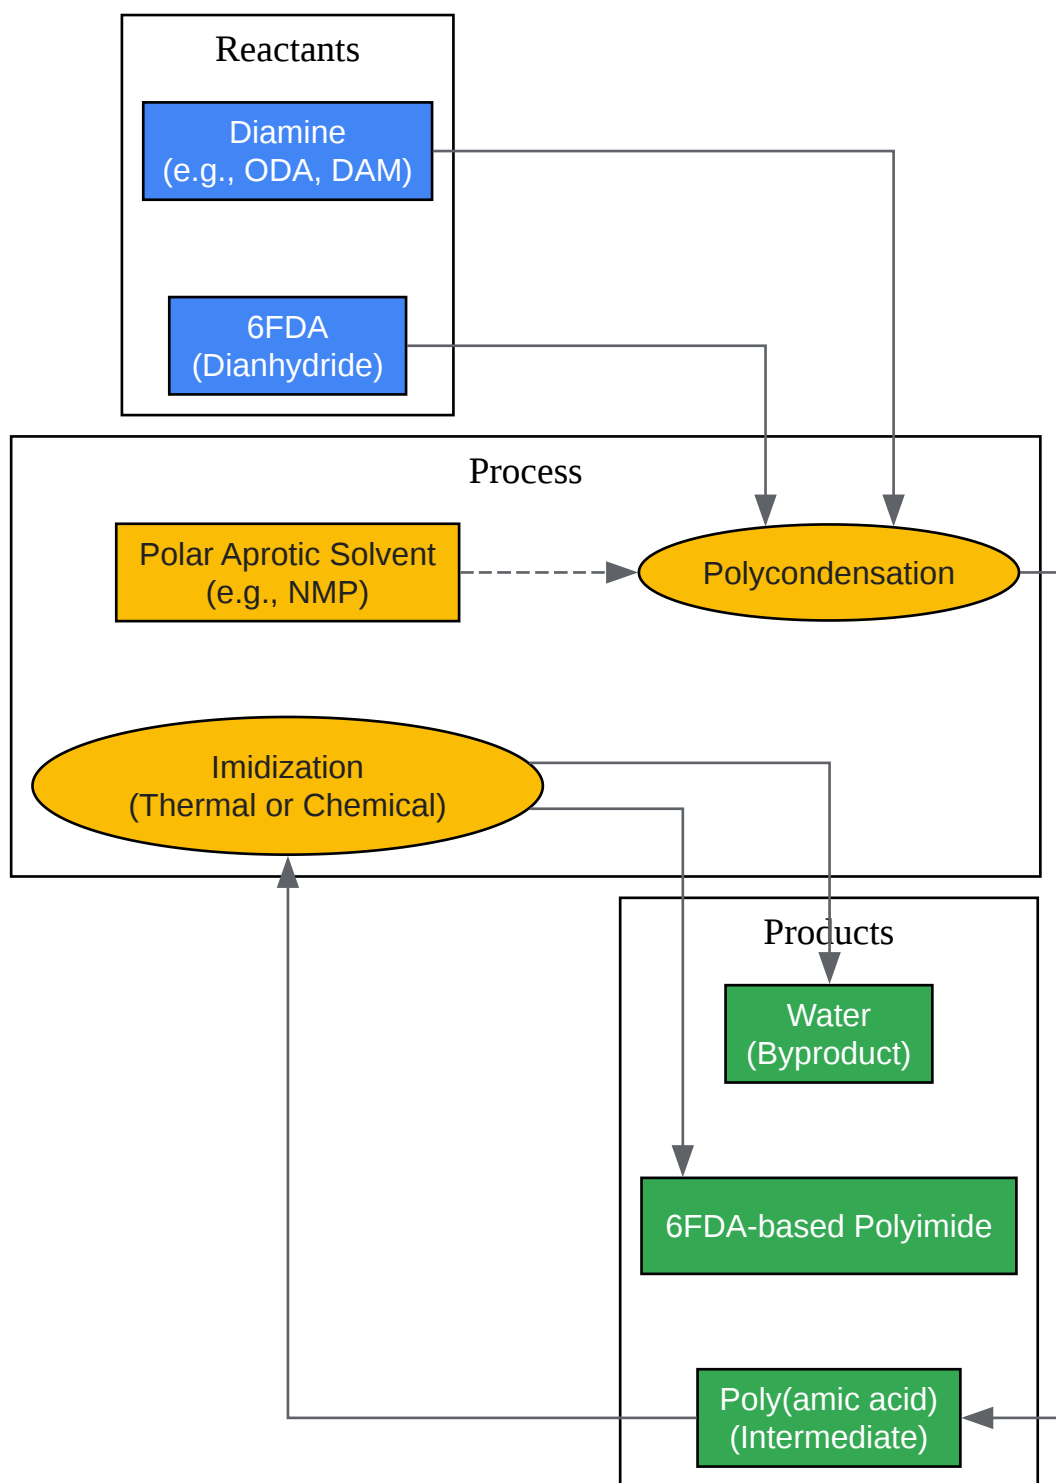 Reactants
Diamine
(e.g., ODA, DAM)
6FDA
(Dianhydride)
Process
Polar Aprotic Solvent
(e.g., NMP)
Polycondensation
Imidization
(Thermal or Chemical)
Products
Water
(Byproduct)
6FDA-based Polyimide
Poly(amic acid)
(Intermediate)